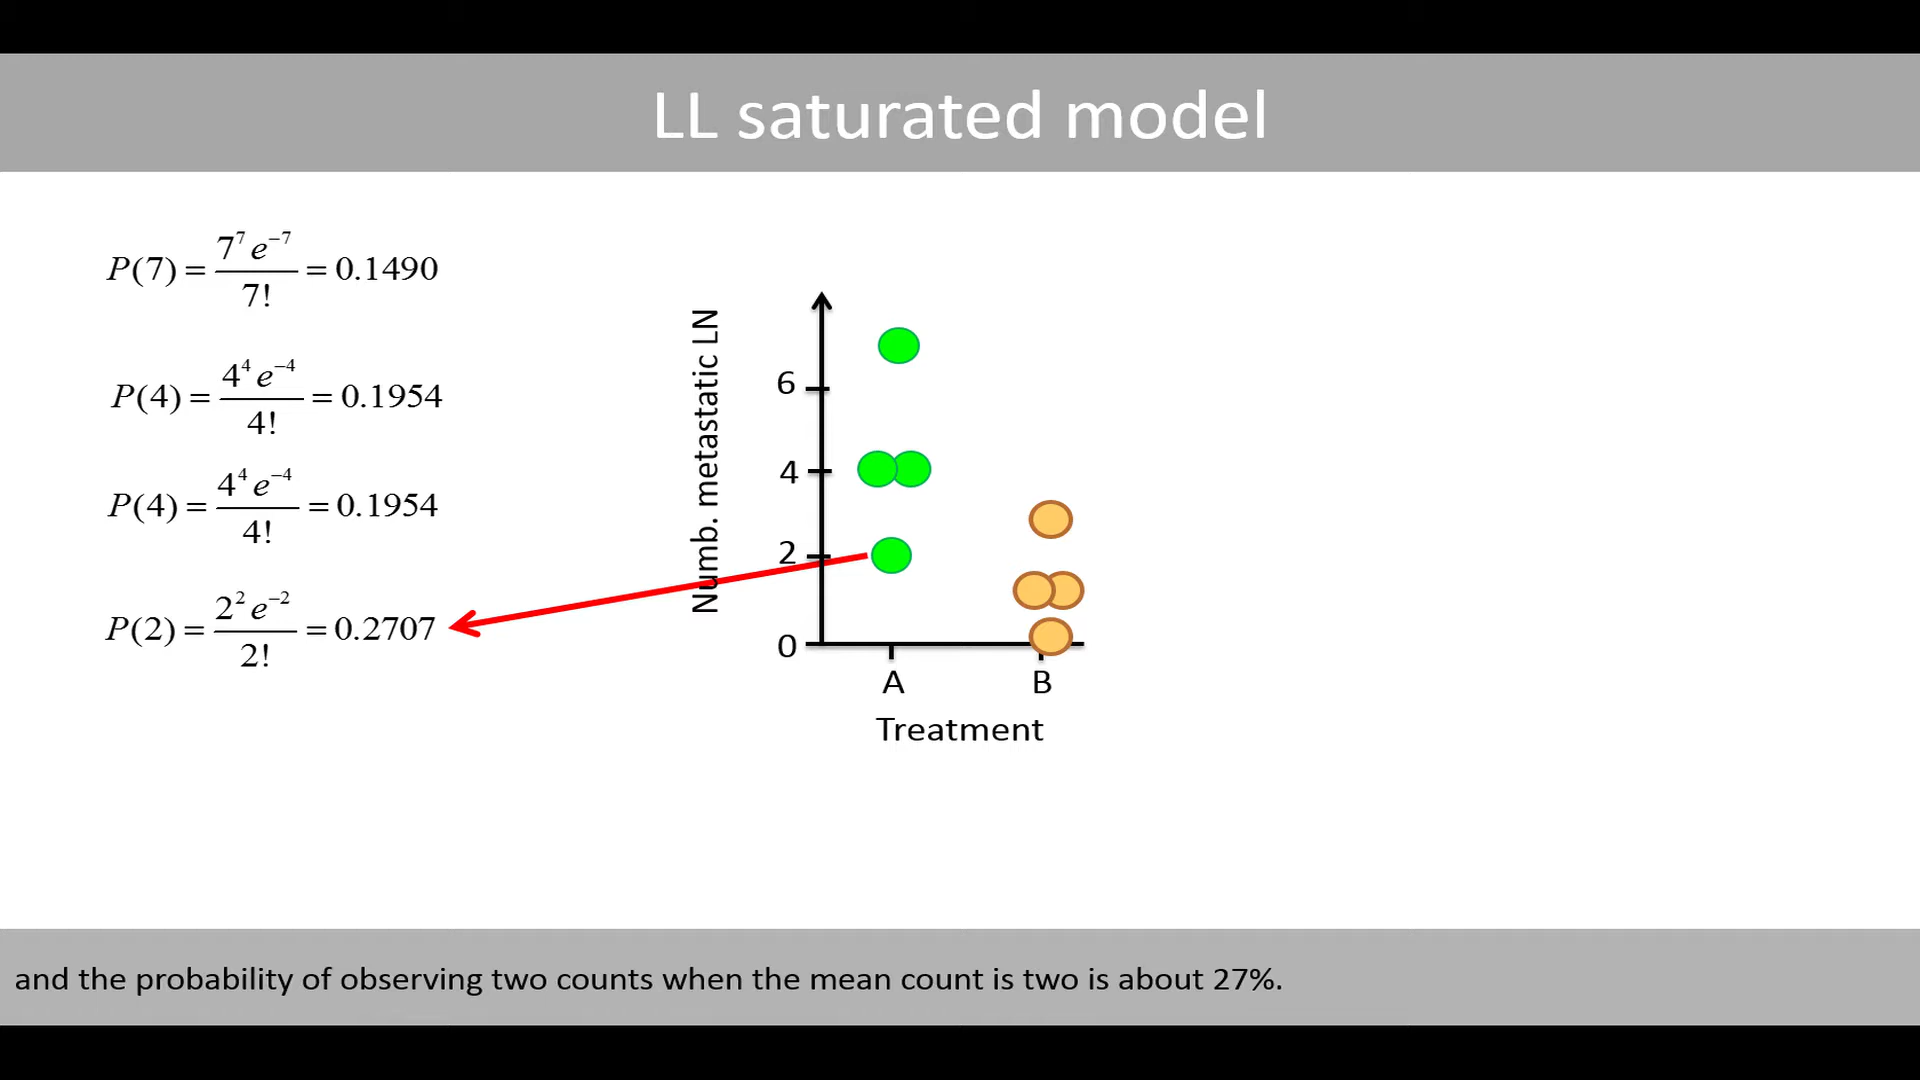 LL saturated model
P(7) = 7^7 e^{-7} / 7! = 0.1490
P(4) = 4^4 e^{-4} / 4! = 0.1954
P(4) = 4^4 e^{-4} / 4! = 0.1954
P(2) = 2^2 e^{-2} / 2! = 0.2707
Numb. metastatic LN
6
4
2
0
A B
Treatment
and the probability of observing two counts when the mean count is two is about 27%.